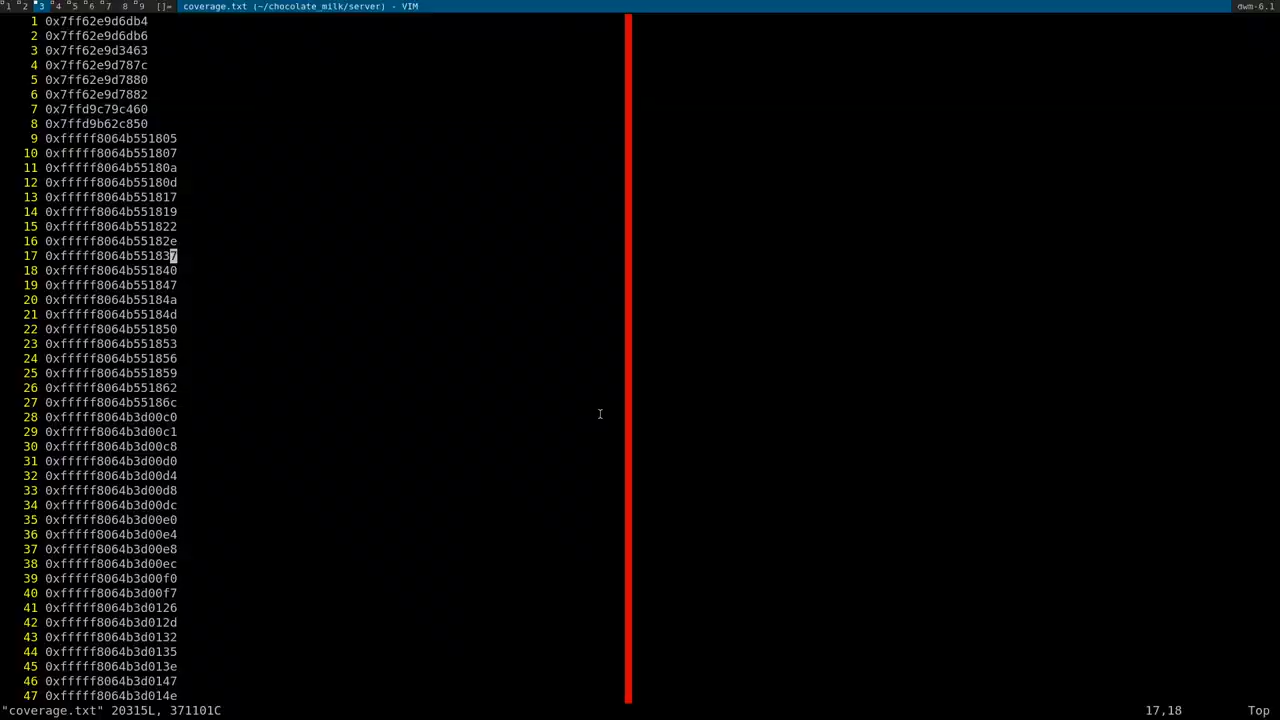 1 2 3 4 5 6 7 8 9 []= coverage.txt (~/chocolate_milk/server) - VIM dwm-6.1
1 0x7ff62e9d6db4
2 0x7ff62e9d6db6
3 0x7ff62e9d3463
4 0x7ff62e9d787c
5 0x7ff62e9d7880
6 0x7ff62e9d7882
7 0x7ffd9c79c460
8 0x7ffd9b62c850
9 0xfffff8064b551805
10 0xfffff8064b551807
11 0xfffff8064b55180a
12 0xfffff8064b55180d
13 0xfffff8064b551817
14 0xfffff8064b551819
15 0xfffff8064b551822
16 0xfffff8064b55182e
17 0xfffff8064b551837
18 0xfffff8064b551840
19 0xfffff8064b551847
20 0xfffff8064b55184a
21 0xfffff8064b55184d
22 0xfffff8064b551850
23 0xfffff8064b551853
24 0xfffff8064b551856
25 0xfffff8064b551859
26 0xfffff8064b551862
27 0xfffff8064b55186c
28 0xfffff8064b3d00c0
29 0xfffff8064b3d00c1
30 0xfffff8064b3d00c8
31 0xfffff8064b3d00d0
32 0xfffff8064b3d00d4
33 0xfffff8064b3d00d8
34 0xfffff8064b3d00dc
35 0xfffff8064b3d00e0
36 0xfffff8064b3d00e4
37 0xfffff8064b3d00e8
38 0xfffff8064b3d00ec
39 0xfffff8064b3d00f0
40 0xfffff8064b3d00f7
41 0xfffff8064b3d0126
42 0xfffff8064b3d012d
43 0xfffff8064b3d0132
44 0xfffff8064b3d0135
45 0xfffff8064b3d013e
46 0xfffff8064b3d0147
47 0xfffff8064b3d014e
"coverage.txt" 20315L, 371101C 17,18 Top